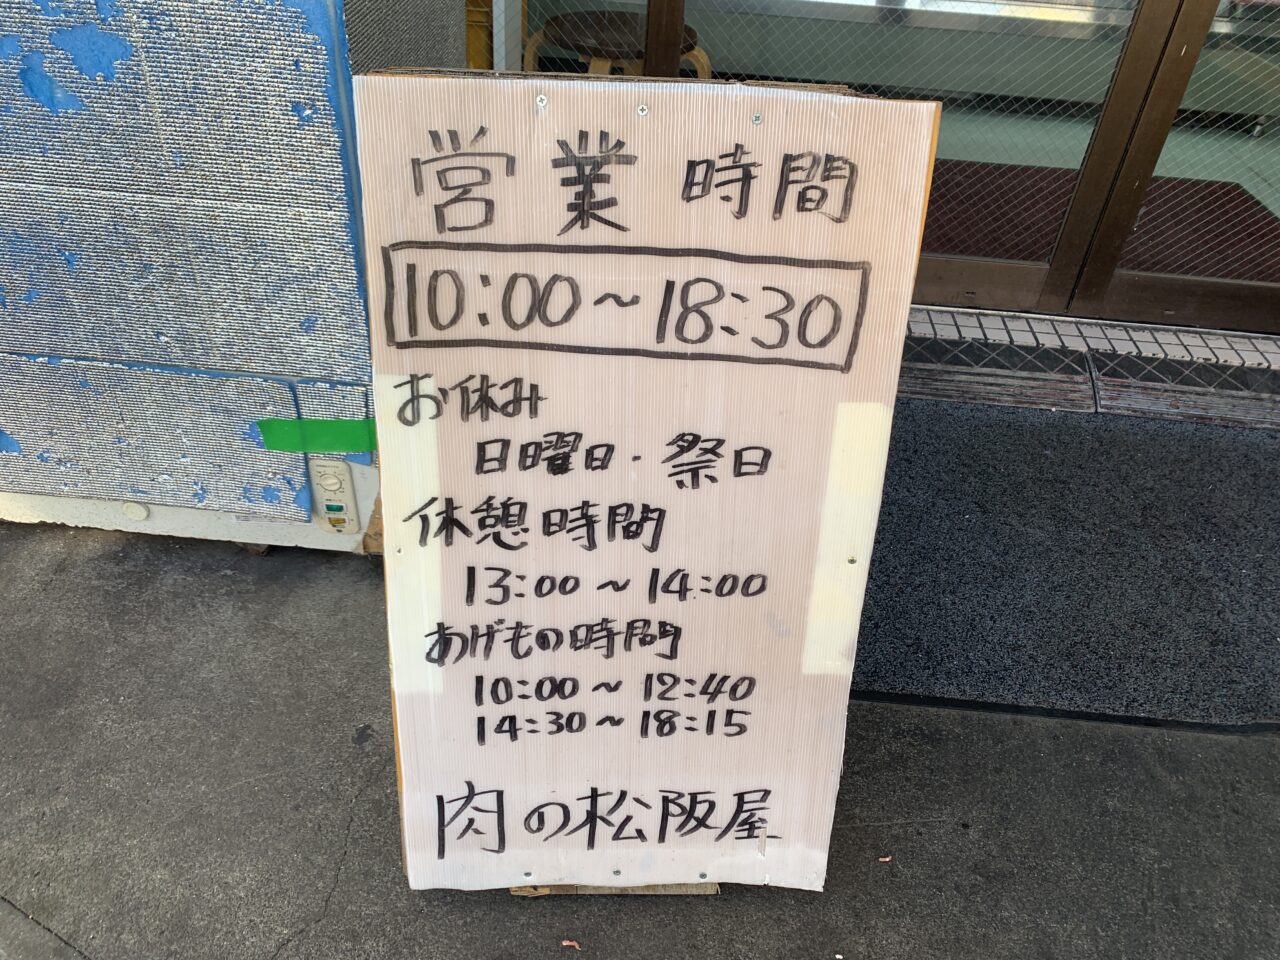 営業時間
10:00~18:30
お休み
日曜日・祭日
休憩時間
13:00~14:00
あげもの時間
10:00~12:40
14:30~18:15
肉の松阪屋